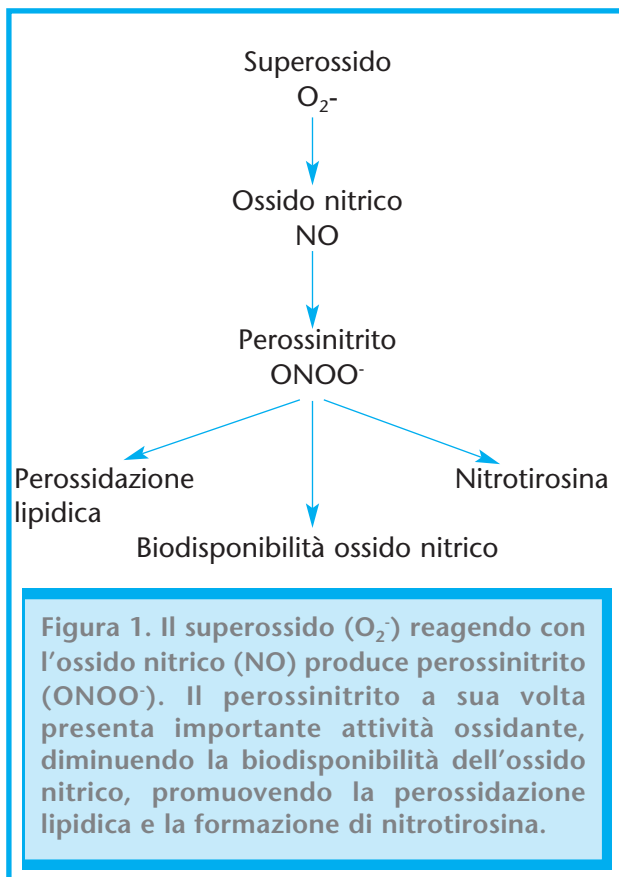 Superossido
O₂-
Ossido nitrico
NO
Perossinitrito
ONOO⁻
Perossidazione
lipidica
Nitrotirosina
Biodisponibilità ossido nitrico
Figura 1. Il superossido (O₂⁻) reagendo con
l'ossido nitrico (NO) produce perossinitrito
(ONOO⁻). Il perossinitrito a sua volta
presenta importante attività ossidante,
diminuendo la biodisponibilità dell'ossido
nitrico, promuovendo la perossidazione
lipidica e la formazione di nitrotirosina.